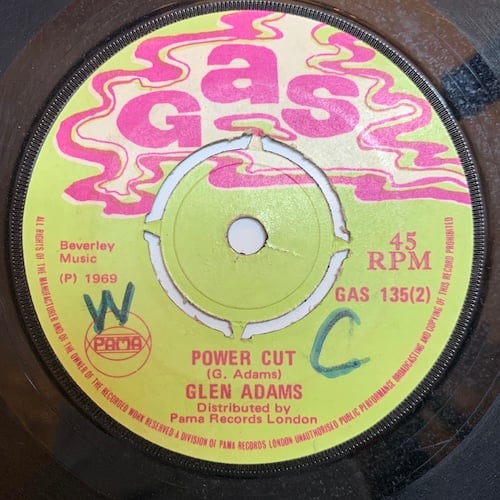 Gas
Beverley
Music
(P) 1969
45
RPM
GAS 135(2)
W
PAMA
C
POWER CUT
(G. Adams)
GLEN ADAMS
Distributed by
Pama Records London
ALL RIGHTS OF THE MANUFACTURER AND OF THE OWNER OF THE RECORDED WORK RESERVED A DIVISION OF PAMA RECORDS LONDON UNAUTHORISED PUBLIC PERFORMANCE BROADCASTING AND COPYING OF THIS RECORD PROHIBITED